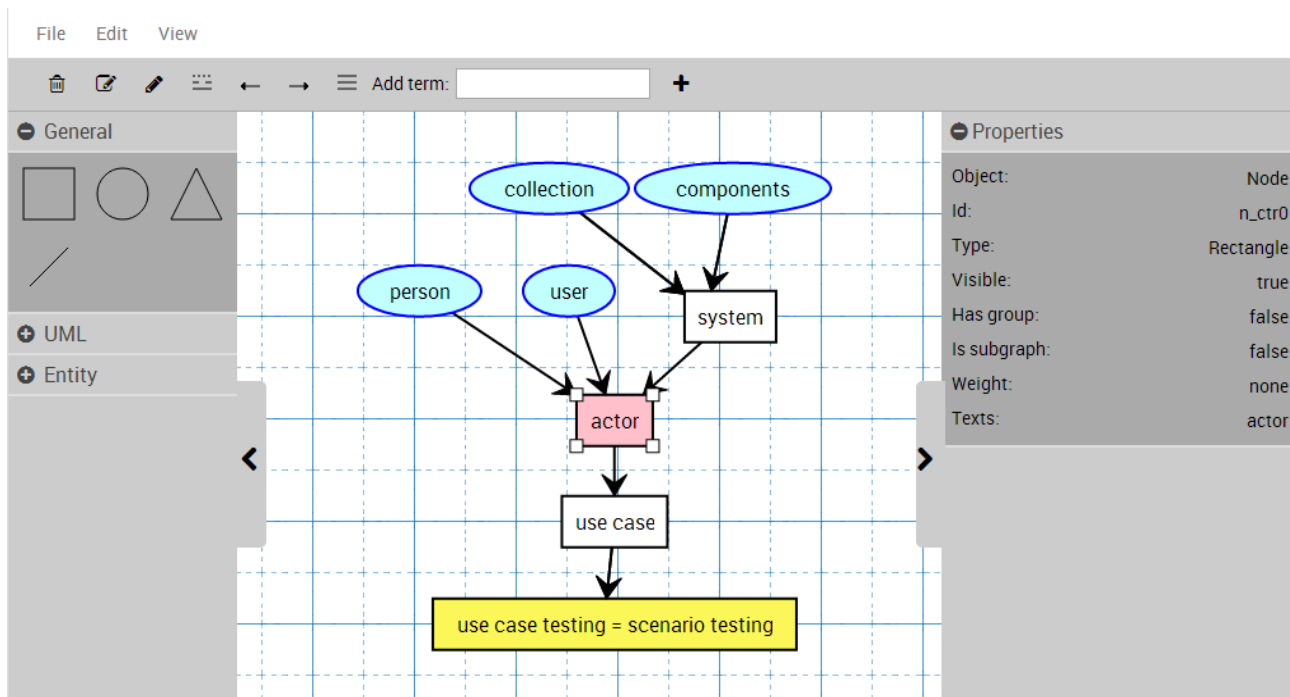 File Edit View
Add term:
General
UML
Entity
collection components
person user
system
actor
use case
use case testing = scenario testing
Properties
Object: Node
Id: n_ctr0
Type: Rectangle
Visible: true
Has group: false
Is subgraph: false
Weight: none
Texts: actor